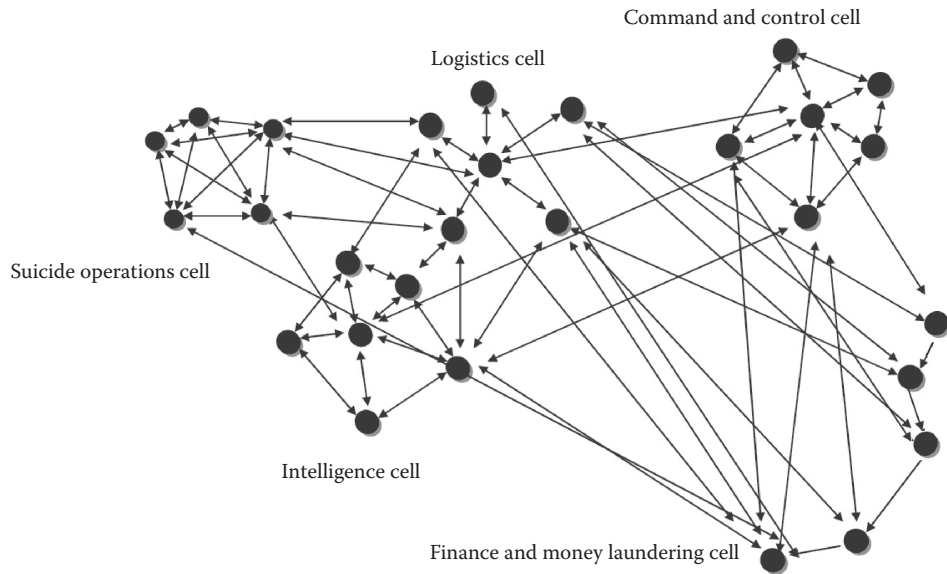 Command and control cell
Logistics cell
Suicide operations cell
Intelligence cell
Finance and money laundering cell